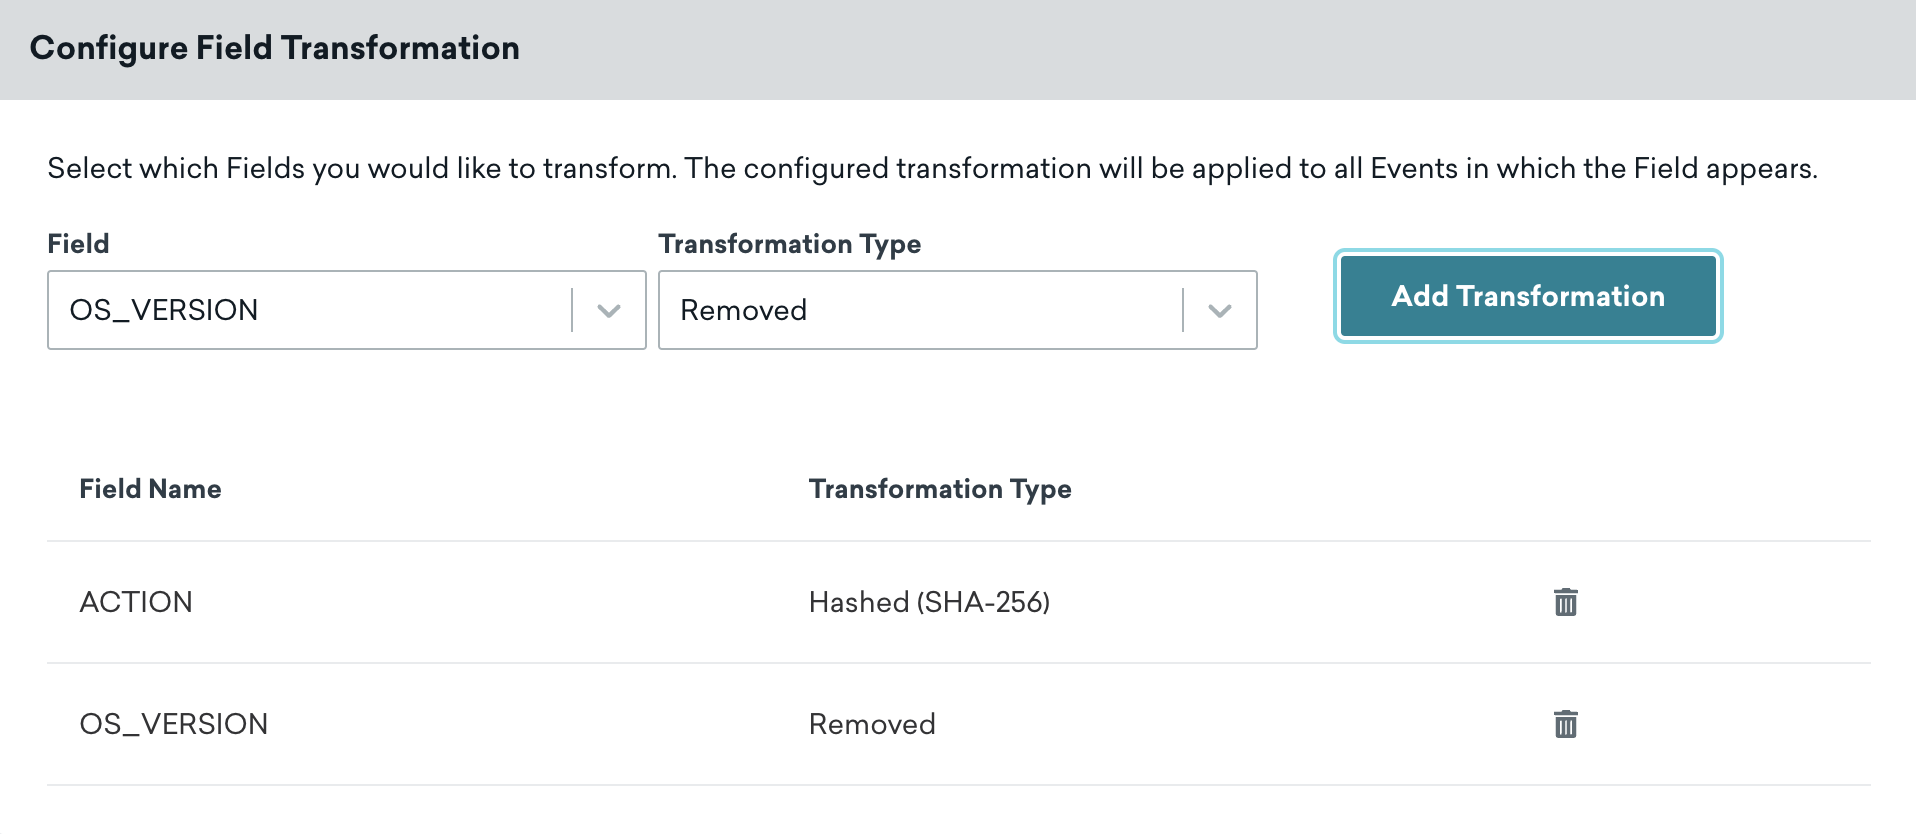 Configure Field Transformation
Select which Fields you would like to transform. The configured transformation will be applied to all Events in which the Field appears.
Field Transformation Type
OS_VERSION Removed Add Transformation
Field Name Transformation Type
ACTION Hashed (SHA-256)
OS_VERSION Removed